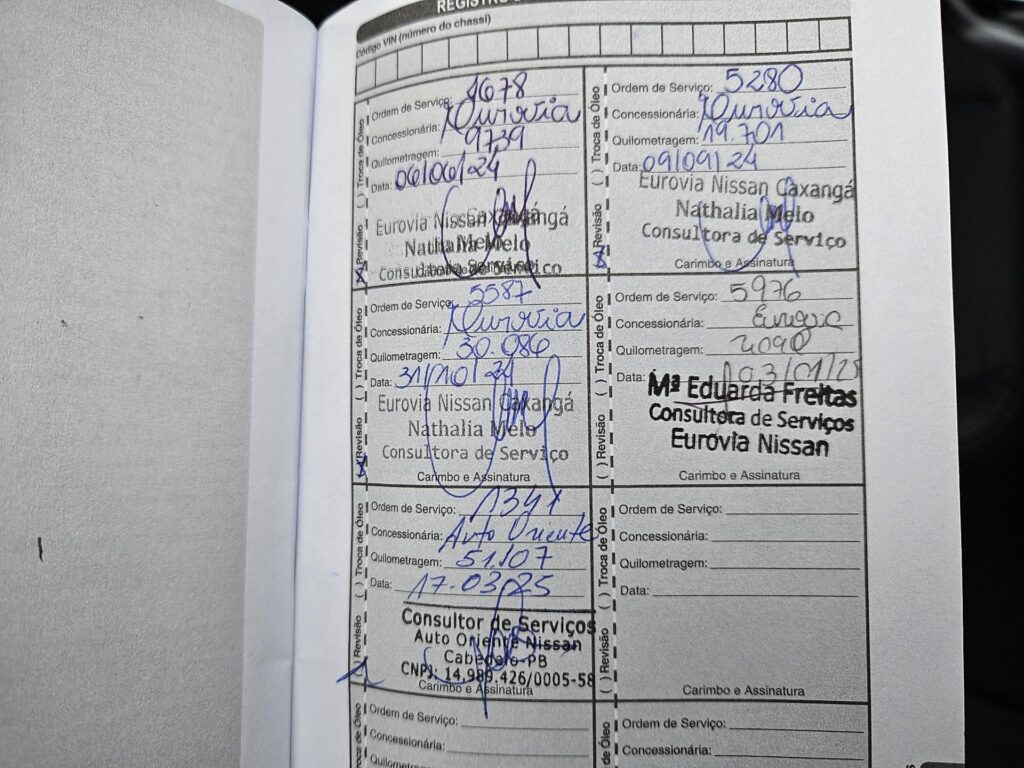 REGISTRO
Código VIN (número do chassi)
( ) Revisão ( ) Troca de Óleo
Ordem de Serviço: 1678
Concessionária: Eurovia
Quilometragem: 9739
Data: 06/06/24
Eurovia Nissan Caxangá
Nathalia Melo
Consultora de Serviço
( ) Revisão ( ) Troca de Óleo
Ordem de Serviço: 5280
Concessionária: Eurovia
Quilometragem: 19.701
Data: 09/09/24
Eurovia Nissan Caxangá
Nathalia Melo
Consultora de Serviço
Carimbo e Assinatura
( ) Revisão ( ) Troca de Óleo
Ordem de Serviço: 5587
Concessionária: Eurovia
Quilometragem: 30.086
Data: 31/10/24
Eurovia Nissan Caxangá
Nathalia Melo
Consultora de Serviço
Carimbo e Assinatura
( ) Revisão ( ) Troca de Óleo
Ordem de Serviço: 5976
Concessionária:
Quilometragem:
Data: 03/01/25
Mª Eduarda Freitas
Consultora de Serviços
Eurovia Nissan
Carimbo e Assinatura
( ) Revisão ( ) Troca de Óleo
Ordem de Serviço: 1341
Concessionária: Auto Oriente
Quilometragem: 51.107
Data: 17.03.25
Consultor de Serviços
Auto Oriente Nissan
Cabedelo-PB
CNPJ: 14.989.426/0005-58
Carimbo e Assinatura
( ) Revisão ( ) Troca de Óleo
Ordem de Serviço:
Concessionária:
Quilometragem:
Data:
Carimbo e Assinatura
Troca de Óleo
Ordem de Serviço:
Concessionária:
Quilometragem:
de Óleo
Ordem de Serviço:
Concessionária: